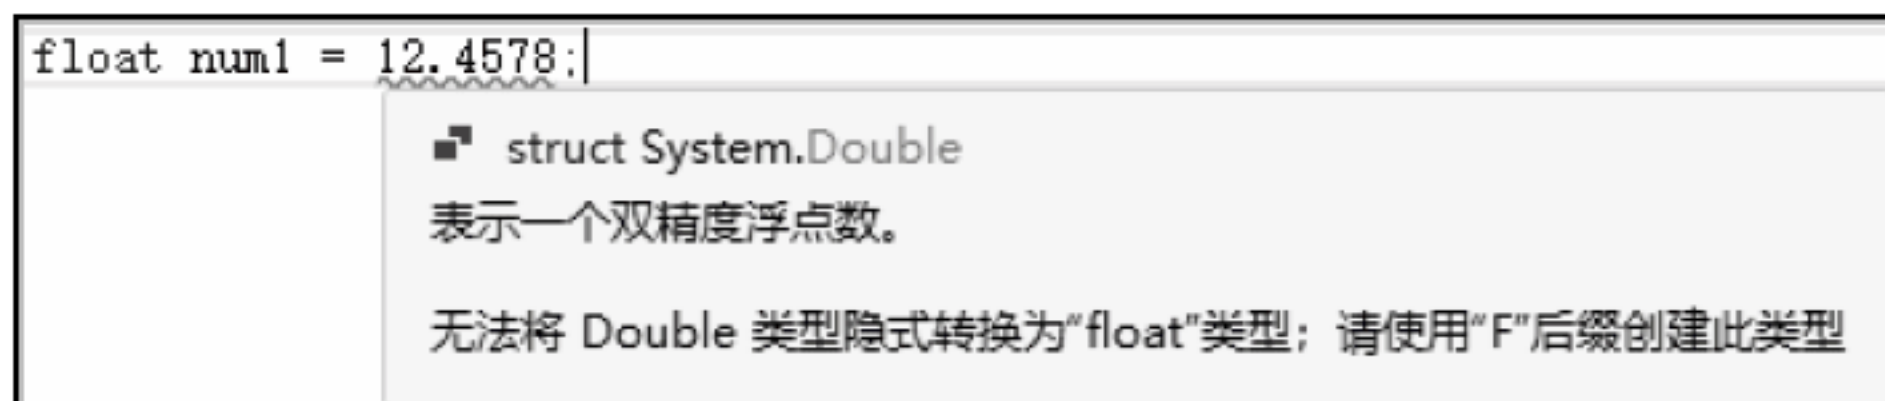 float num1 = 12.4578;
struct System.Double
表示一个双精度浮点数。
无法将 Double 类型隐式转换为“float”类型；请使用“F”后缀创建此类型